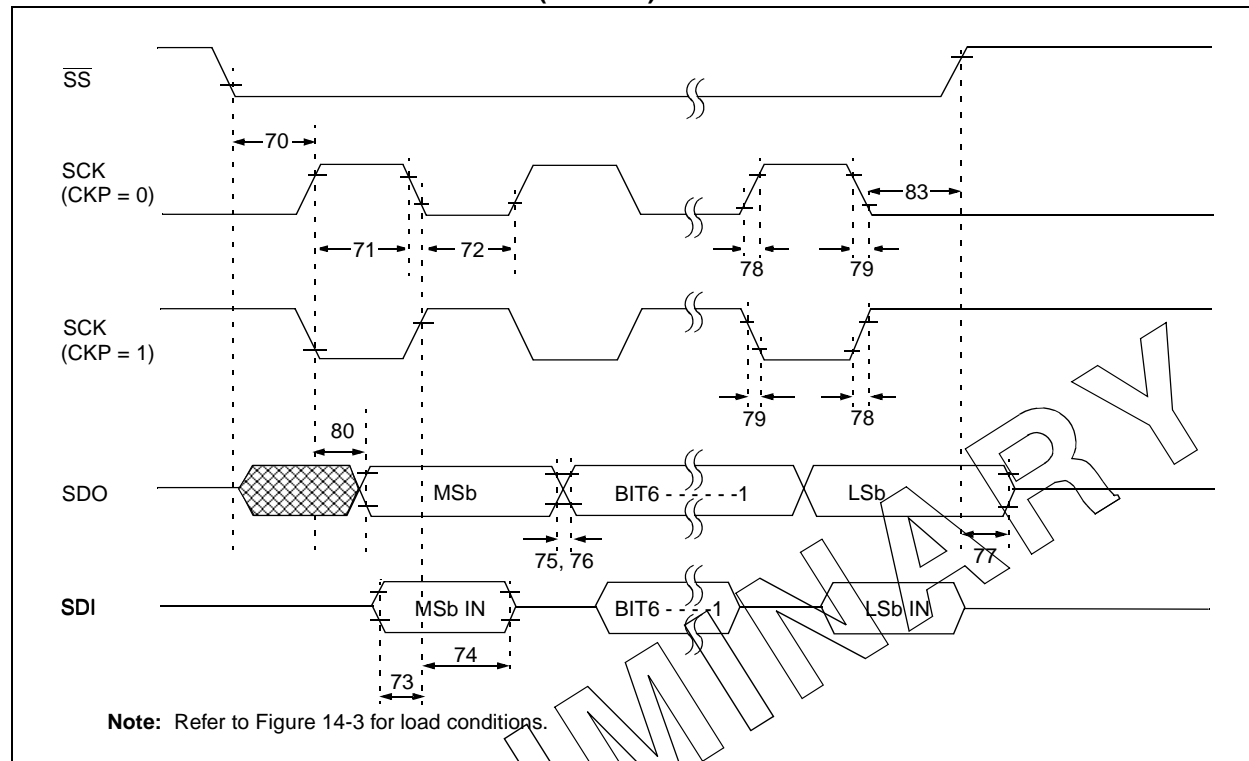 SS
70
SCK
(CKP = 0)
83
71
72
78
79
SCK
(CKP = 1)
79
78
80
SDO
MSb
BIT6 - - - - - -1
LSb
75, 76
77
SDI
MSb IN
BIT6 - - - -1
LSb IN
74
73
Note: Refer to Figure 14-3 for load conditions.
IMINARY